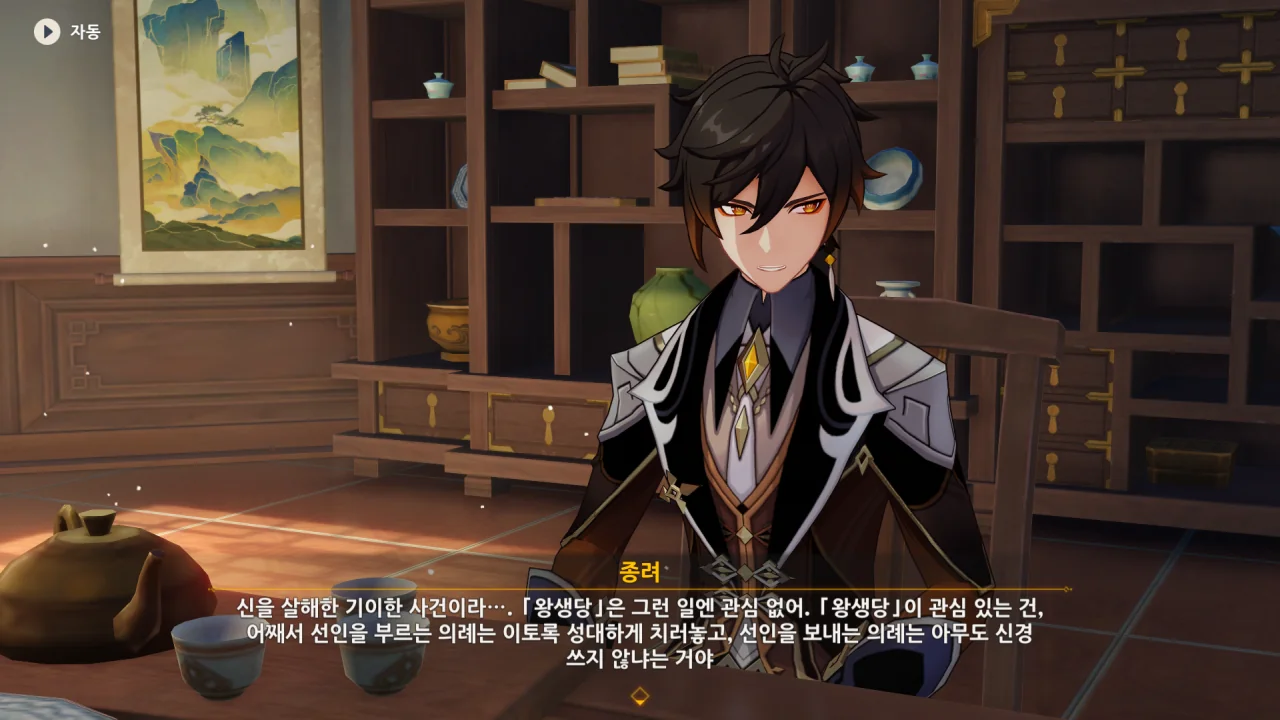 자동
종려
신을 살해한 기이한 사건이라…. 「왕생당」은 그런 일엔 관심 없어. 「왕생당」이 관심 있는 건,
어째서 선인을 부르는 의례는 이토록 성대하게 치러놓고, 선인을 보내는 의례는 아무도 신경
쓰지 않냐는 거야